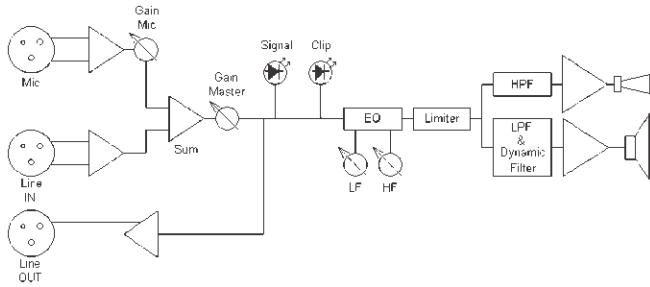 Gain
Mic
Signal
Clip
Mic
Gain
Master
HPF
EQ
Limiter
Sum
LPF
&
Dynamic
Filter
Line
IN
LF
HF
Line
OUT